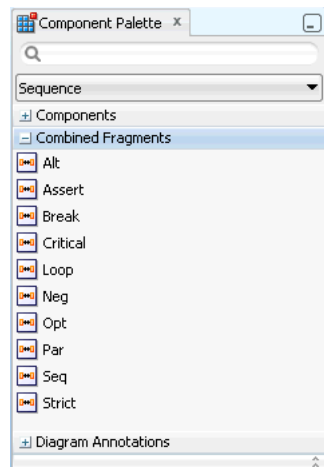 Component Palette
Sequence
Components
Combined Fragments
Alt
Assert
Break
Critical
Loop
Neg
Opt
Par
Seq
Strict
Diagram Annotations